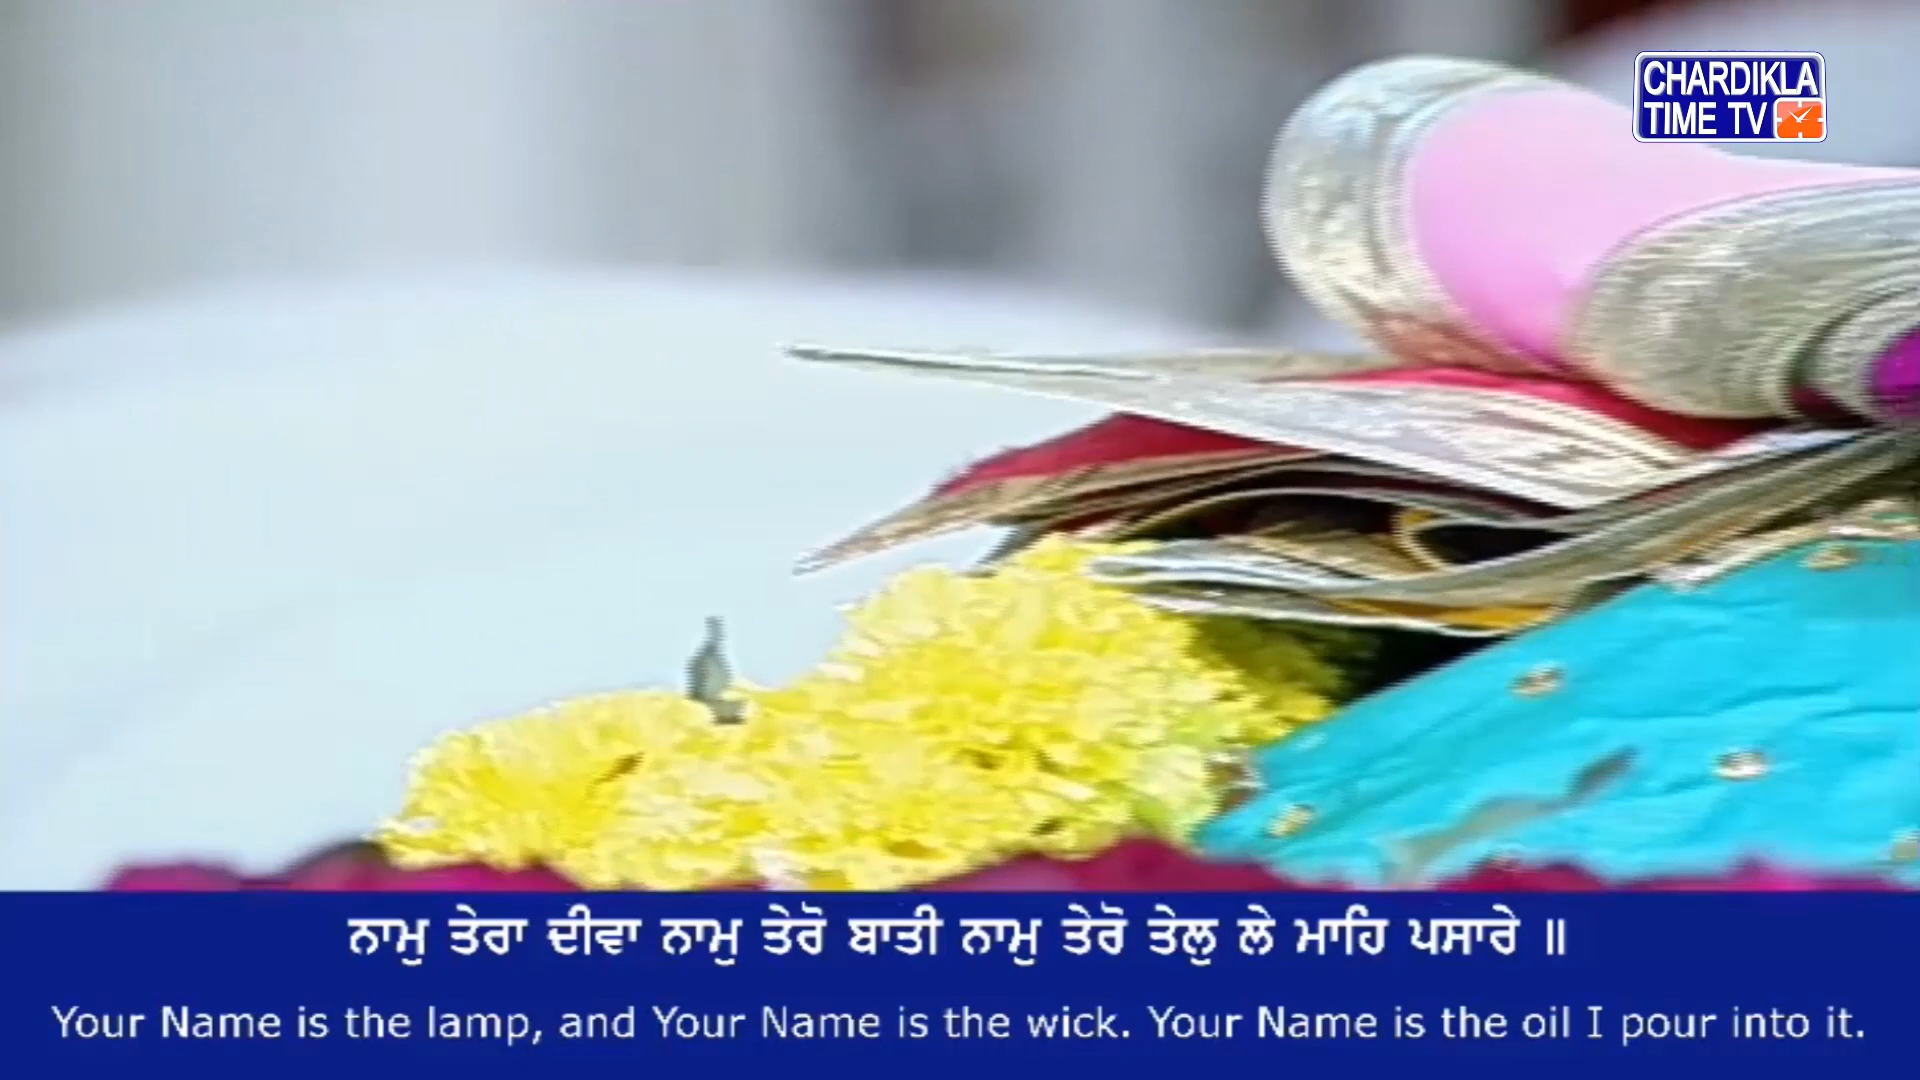 CHARDIKLA
TIME TV
ਨਾਮੁ ਤੇਰਾ ਦੀਵਾ ਨਾਮੁ ਤੇਰੋ ਬਾਤੀ ਨਾਮੁ ਤੇਰੋ ਤੇਲੁ ਲੇ ਮਾਹਿ ਪਸਾਰੇ ॥
Your Name is the lamp, and Your Name is the wick. Your Name is the oil I pour into it.